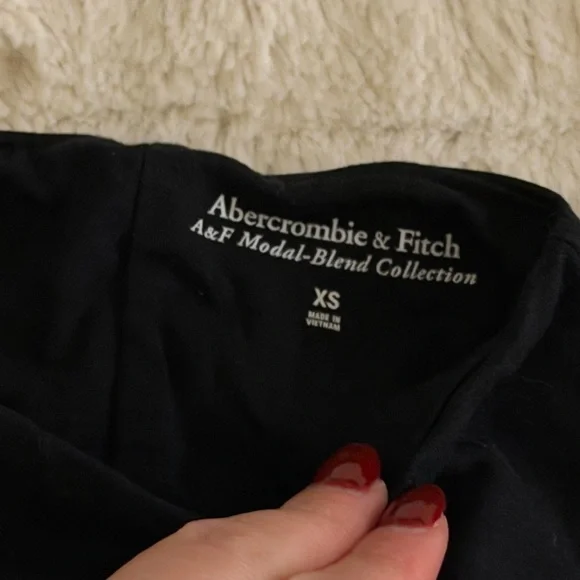 Abercrombie & Fitch
A&F Modal-Blend Collection
XS
MADE IN
VIETNAM